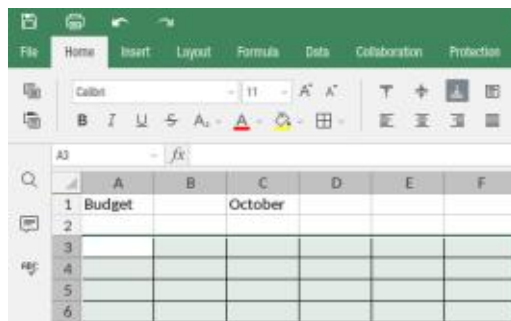 File Home Insert Layout Formula Data Collaboration Protection
Calibri 11 A A
B I U S A A
A3 fx
A B C D E F
1 Budget October
2
3
4
5
6